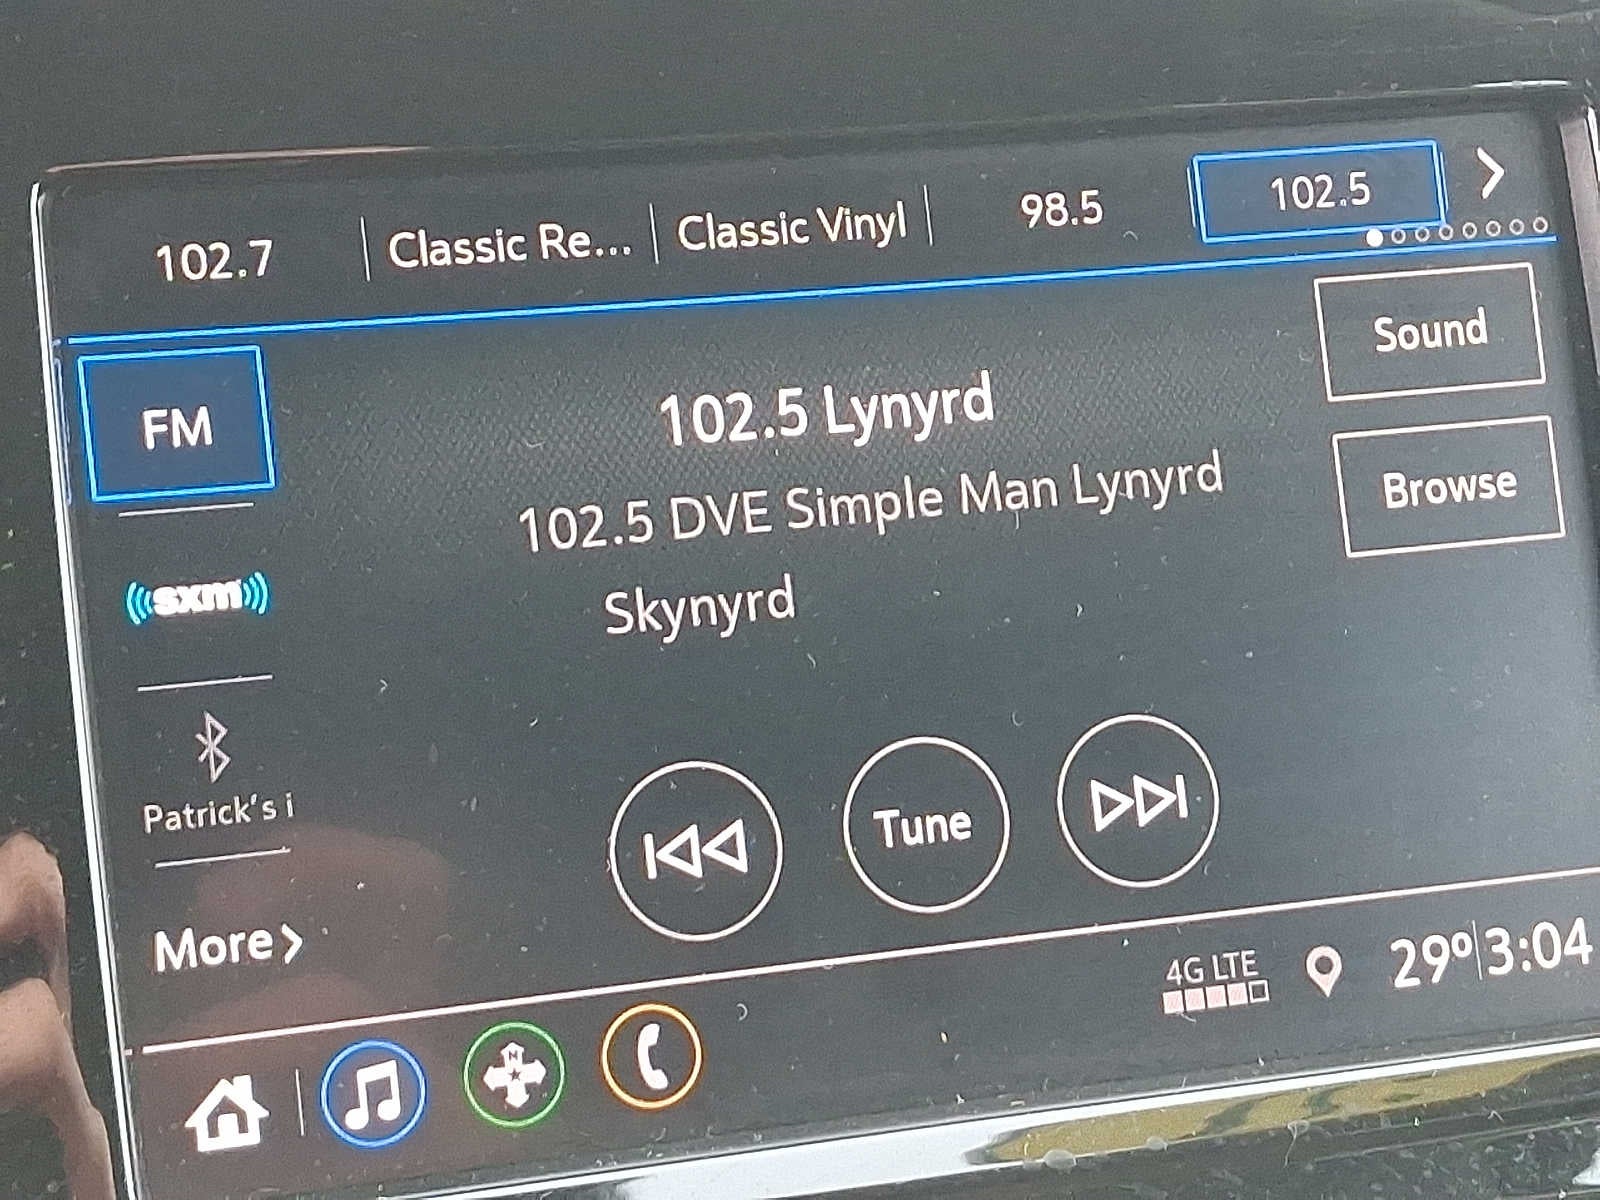 102.7 Classic Re... Classic Vinyl 98.5 102.5
FM
Sound
102.5 Lynyrd
102.5 DVE Simple Man Lynyrd
Skynyrd
Browse
sxm
Patrick's i
Tune
More
4G LTE
29° 3:04
N